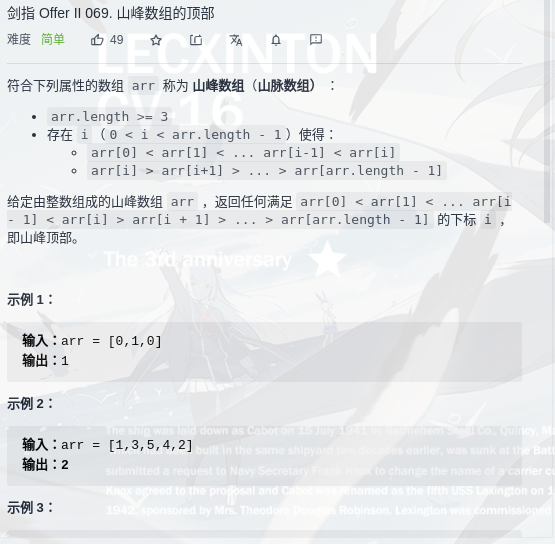 剑指 Offer II 069. 山峰数组的顶部
难度 简单 49
LECXINTON
符合下列属性的数组 arr 称为 山峰数组（山脉数组）：
CV-16
arr.length >= 3
存在 i（0 < i < arr.length - 1）使得：
arr[0] < arr[1] < ... arr[i-1] < arr[i]
arr[i] > arr[i+1] > ... > arr[arr.length - 1]
给定由整数组成的山峰数组 arr，返回任何满足 arr[0] < arr[1] < ... arr[i
- 1] < arr[i] > arr[i + 1] > ... > arr[arr.length - 1] 的下标 i，
即山峰顶部。
The 3rd anniversary
示例 1：
输入：arr = [0,1,0]
输出：1
示例 2：
The ship was laid down as Cabot on 15 July 1941 at Bethlehem Steel Co., Quincy, Ma
输入：arr = [1,3,5,4,2]
built in the same shipyard two decades earlier, was sunk at the Batt
输出：2
submitted a request to Navy Secretary Frank Knox to change the name of a carrier cu
Knox agreed to the proposal and Cabot was renamed as the fifth USS Lexington on 1
示例 3：
1942, sponsored by Mrs. Theodore Douglas Robinson. Lexington was commissioned